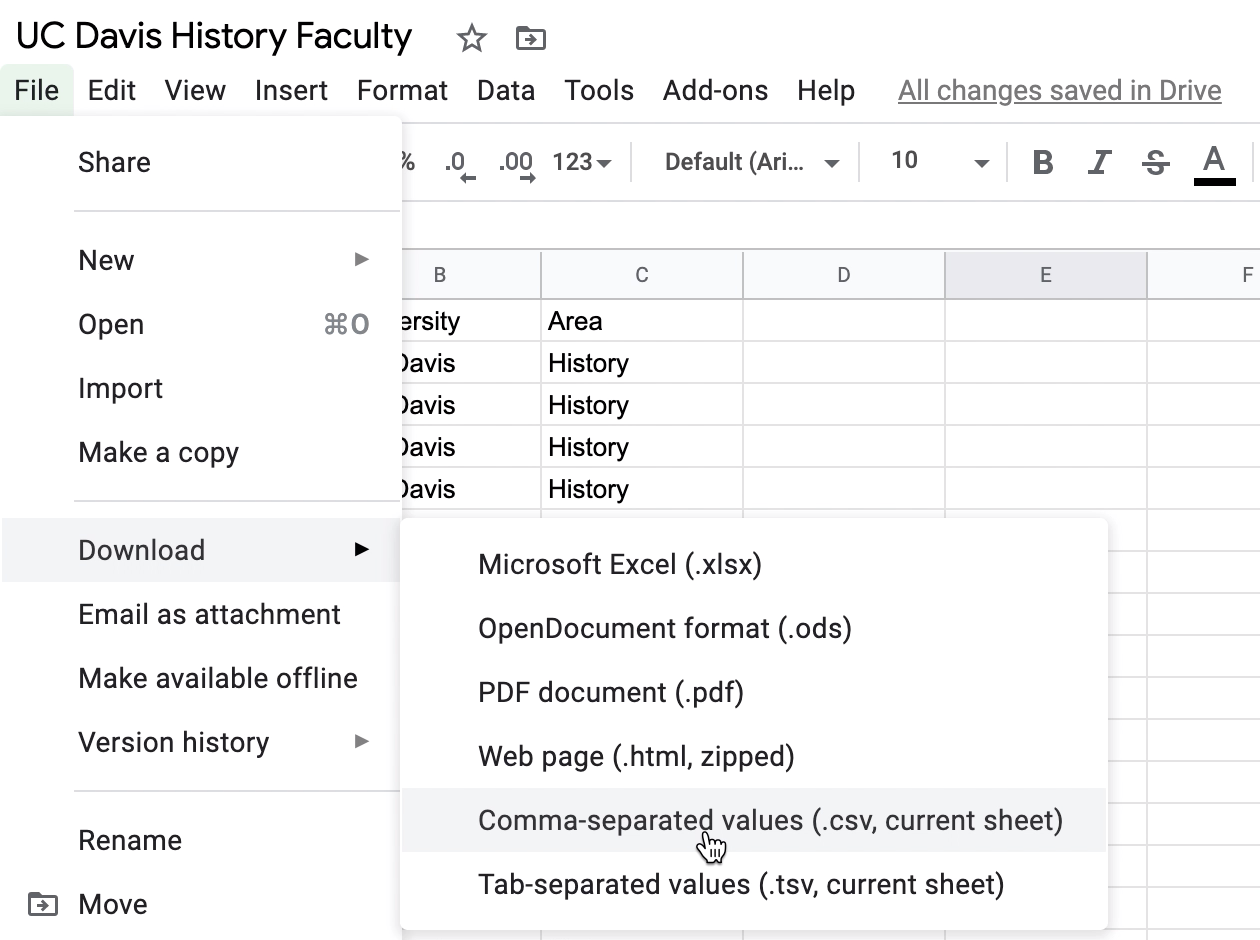 UC Davis History Faculty
File Edit View Insert Format Data Tools Add-ons Help All changes saved in Drive
Share
% .0 .00 123 Default (Ari... 10 B I S A
New
B C D E F
Open ⌘O
ersity Area
Davis History
Import
Davis History
Make a copy
Davis History
Davis History
Download
Microsoft Excel (.xlsx)
Email as attachment
OpenDocument format (.ods)
Make available offline
PDF document (.pdf)
Version history
Web page (.html, zipped)
Comma-separated values (.csv, current sheet)
Rename
Tab-separated values (.tsv, current sheet)
Move